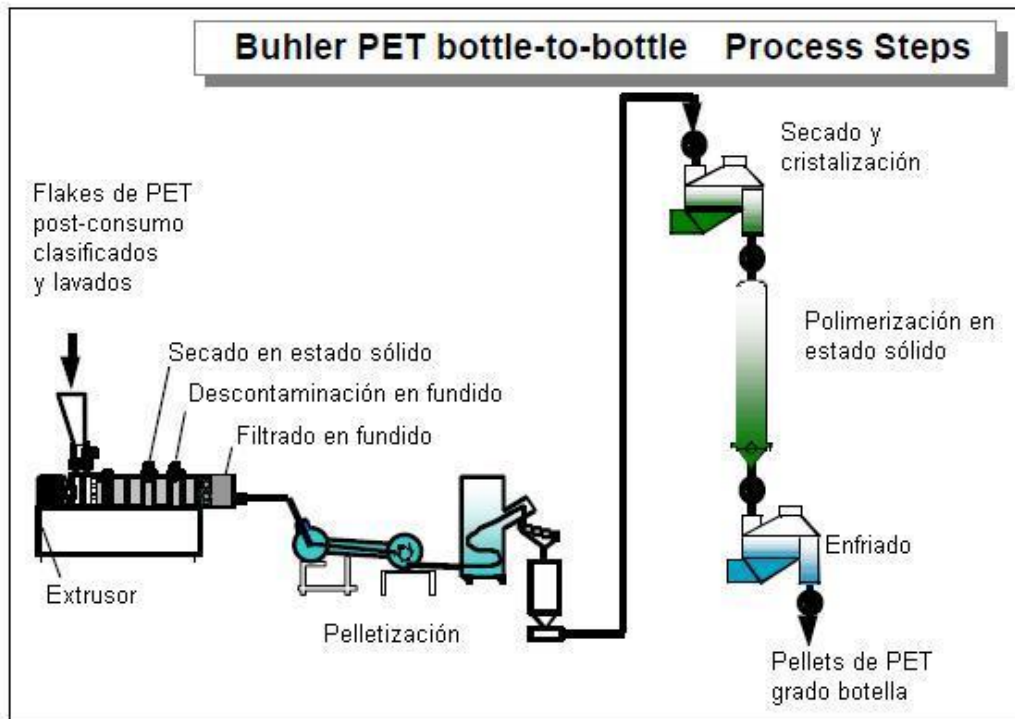 Buhler PET bottle-to-bottle Process Steps
Secado y
cristalización
Flakes de PET
post-consumo
clasificados
y lavados
Polimerización en
estado sólido
Secado en estado sólido
Descontaminación en fundido
Filtrado en fundido
Enfriado
Extrusor
Pelletización
Pellets de PET
grado botella